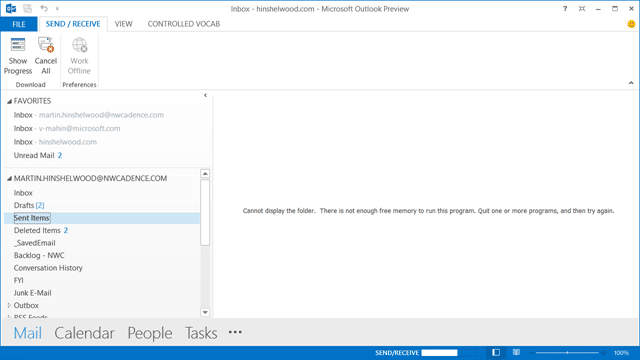 Inbox - hinshelwood.com - Microsoft Outlook Preview
?
FILE SEND / RECEIVE VIEW CONTROLLED VOCAB
Show Progress
Cancel All
Work Offline
Download Preferences
FAVORITES
Inbox - martin.hinshelwood@nwcadence.com
Inbox - v-mahin@microsoft.com
Inbox - hinshelwood.com
Unread Mail 2
MARTIN.HINSHELWOOD@NWCADENCE.COM
Inbox
Drafts [2]
Sent Items
Deleted Items 2
_SavedEmail
Backlog - NWC
Conversation History
FYI
Junk E-Mail
Outbox
RSS Feeds
Cannot display the folder. There is not enough free memory to run this program. Quit one or more programs, and then try again.
Mail Calendar People Tasks •••
SEND/RECEIVE 100%